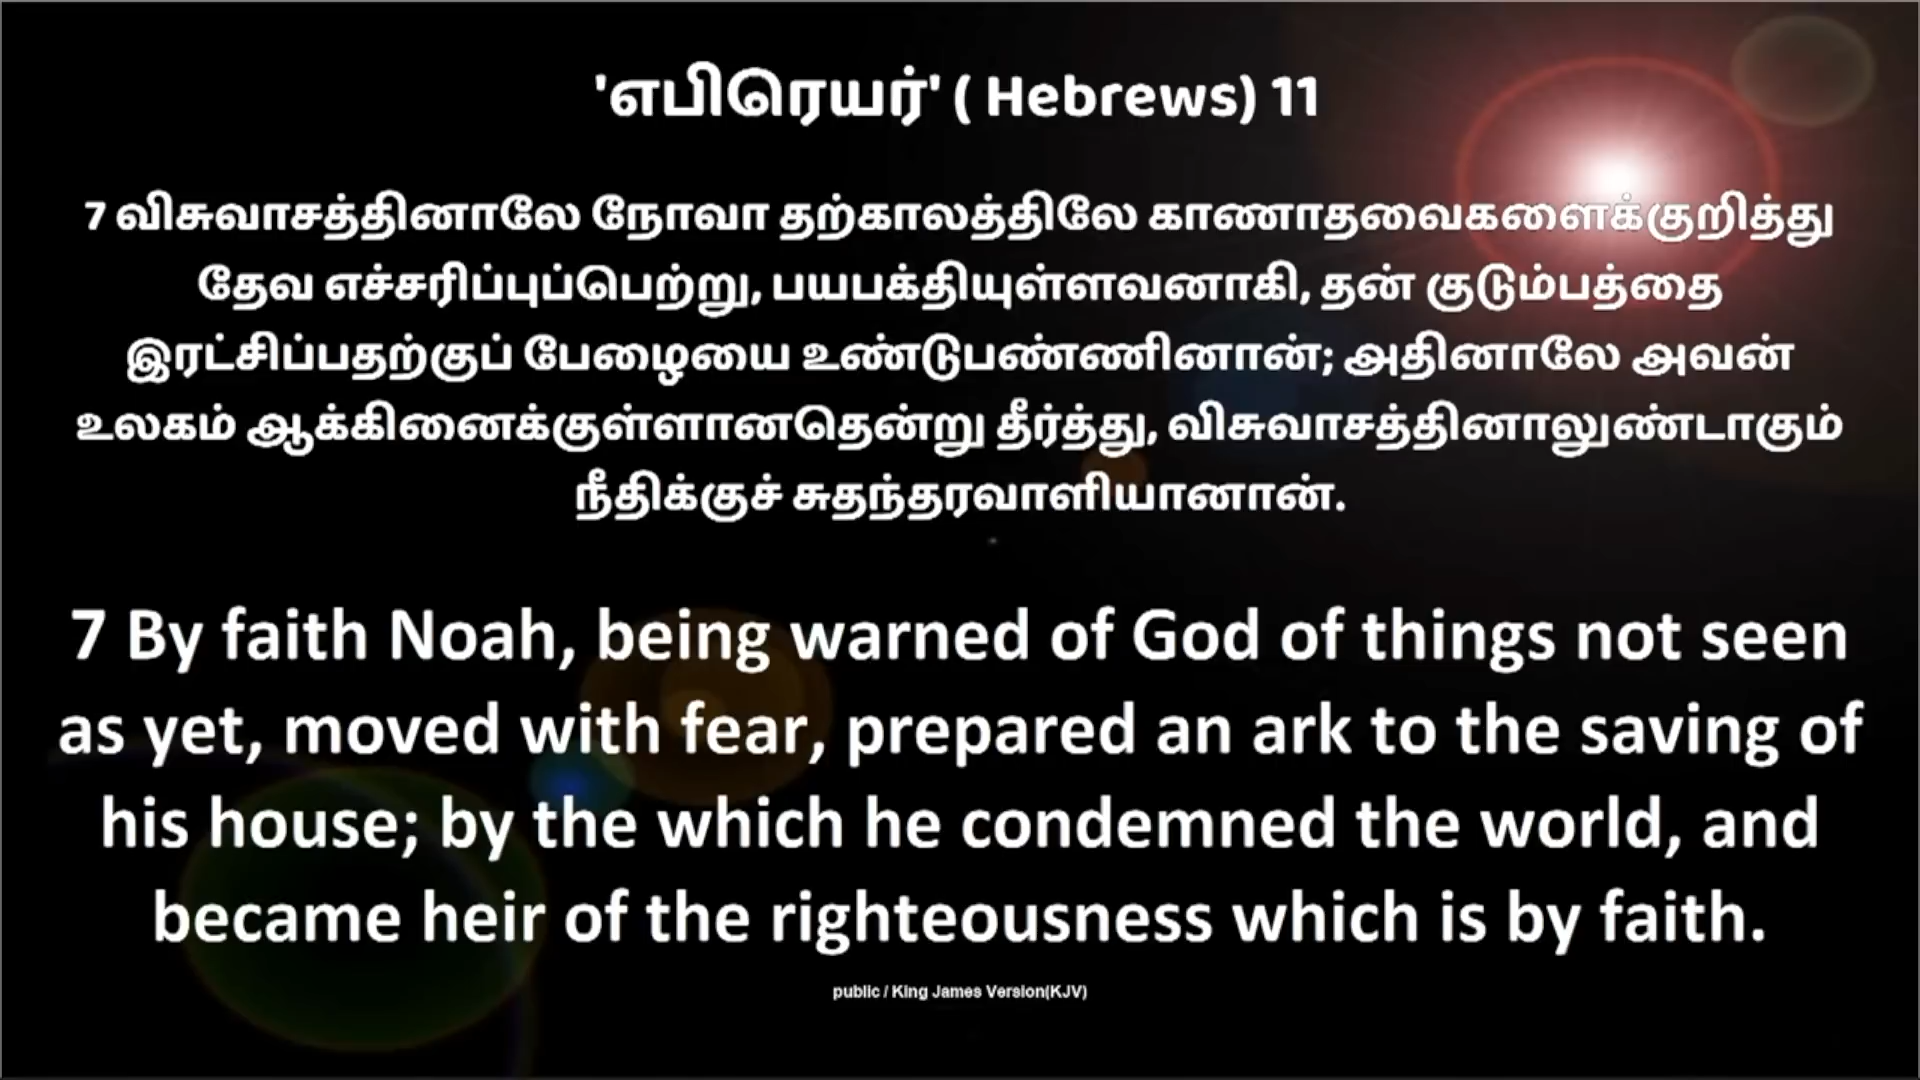 'எபிரெயர்' ( Hebrews) 11
7 விசுவாசத்தினாலே நோவா தற்காலத்திலே காணாதவைகளைக்குறித்து
தேவ எச்சரிப்புப்பெற்று, பயபக்தியுள்ளவனாகி, தன் குடும்பத்தை
இரட்சிப்பதற்குப் பேழையை உண்டுபண்ணினான்; அதினாலே அவன்
உலகம் ஆக்கினைக்குள்ளானதென்று தீர்த்து, விசுவாசத்தினாலுண்டாகும்
நீதிக்குச் சுதந்தரவாளியானான்.
7 By faith Noah, being warned of God of things not seen
as yet, moved with fear, prepared an ark to the saving of
his house; by the which he condemned the world, and
became heir of the righteousness which is by faith.
public / King James Version(KJV)